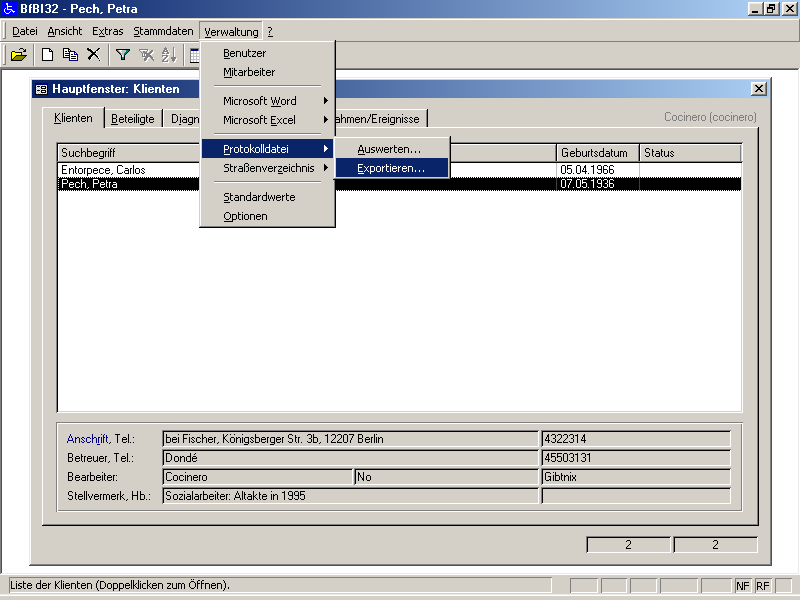 BfBI32 - Pech, Petra
Datei Ansicht Extras Stammdaten Verwaltung ?
Benutzer
Mitarbeiter
Microsoft Word
Microsoft Excel
Protokolldatei
Straßenverzeichnis
Standardwerte
Optionen
Auswerten...
Exportieren...
Hauptfenster: Klienten
Klienten Beteiligte Diagn ahmen/Ereignisse
Cocinero (cocinero)
Suchbegriff Geburtsdatum Status
Entorpece, Carlos 05.04.1966
Pech, Petra 07.05.1936
Anschrift, Tel.: bei Fischer, Königsberger Str. 3b, 12207 Berlin 4322314
Betreuer, Tel.: Dondé 45503131
Bearbeiter: Cocinero No Gibtnix
Stellvermerk, Hb.: Sozialarbeiter: Altakte in 1995
2 2
Liste der Klienten (Doppelklicken zum Öffnen). NF RF